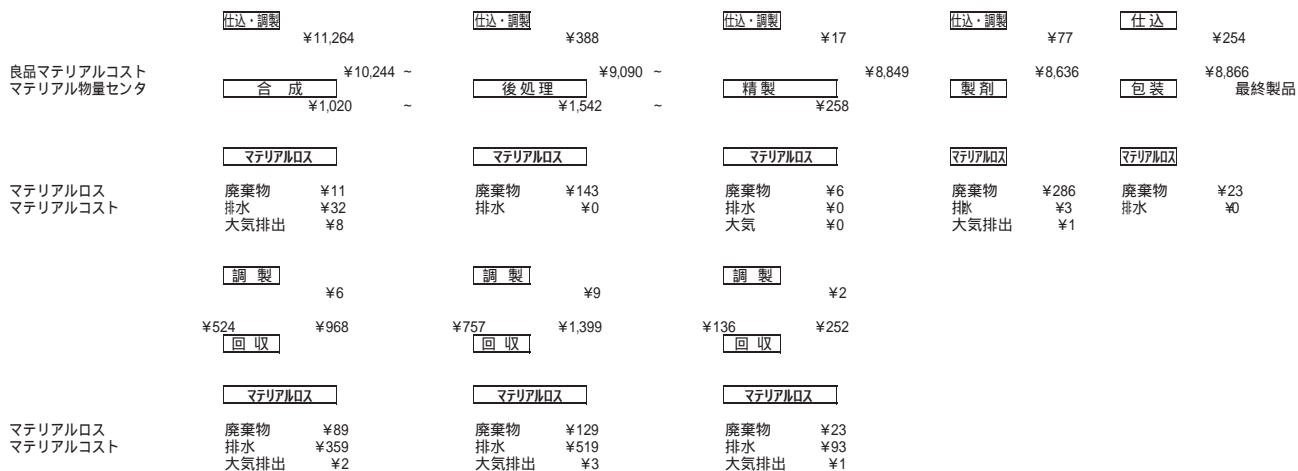 仕込・調製 仕込・調製 仕込・調製 仕込・調製 仕込
¥11,264 ¥388 ¥17 ¥77 ¥254
良品マテリアルコスト ¥10,244 ~ ¥9,090 ~ ¥8,849 ¥8,636 ¥8,866
マテリアル物量センタ 合 成 後処理 精製 製剤 包装 最終製品
¥1,020 ~ ¥1,542 ~ ¥258
マテリアルロス マテリアルロス マテリアルロス マテリアルロス マテリアルロス
マテリアルロス 廃棄物 ¥11 廃棄物 ¥143 廃棄物 ¥6 廃棄物 ¥286 廃棄物 ¥23
マテリアルコスト 排水 ¥32 排水 ¥0 排水 ¥0 排水 ¥3 排水 ¥0
大気排出 ¥8 大気 ¥0 大気排出 ¥1
調 製 調 製 調 製
¥6 ¥9 ¥2
¥524 ¥968 ¥757 ¥1,399 ¥136 ¥252
回 収 回 収 回 収
マテリアルロス マテリアルロス マテリアルロス
マテリアルロス 廃棄物 ¥89 廃棄物 ¥129 廃棄物 ¥23
マテリアルコスト 排水 ¥359 排水 ¥519 排水 ¥93
大気排出 ¥2 大気排出 ¥3 大気排出 ¥1